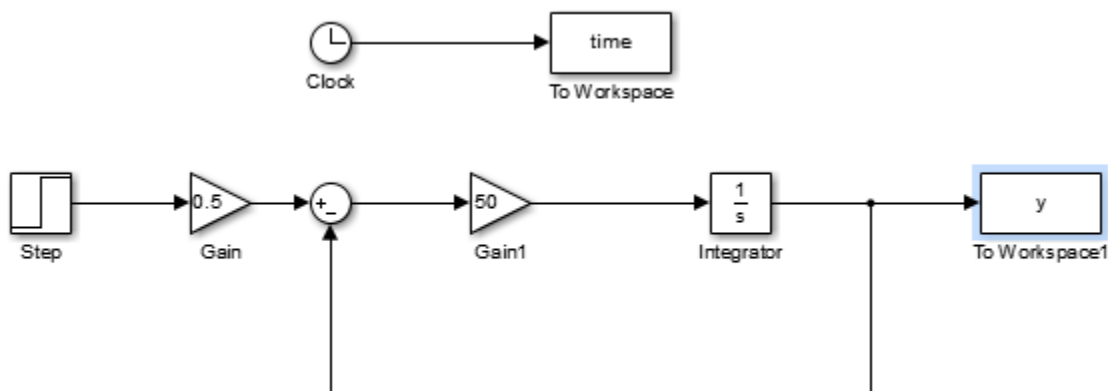 time
Clock
To Workspace
0.5
+
-
50
1
s
y
Step
Gain
Gain1
Integrator
To Workspace1